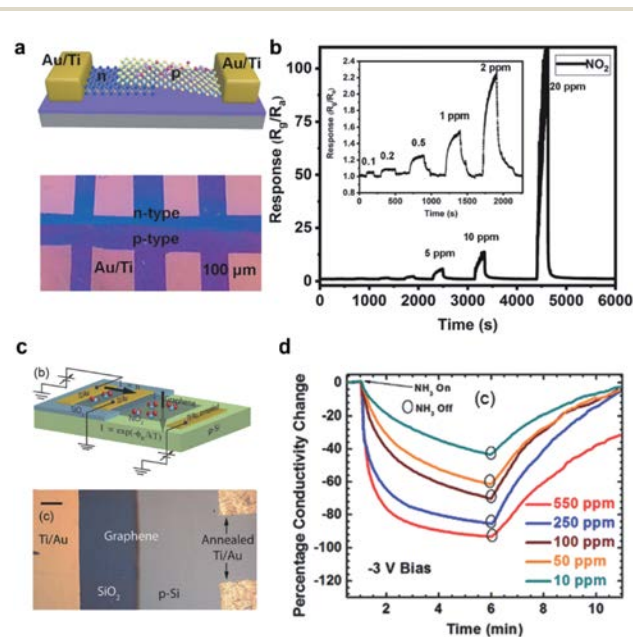 a
Au/Ti
n
p
Au/Ti
n-type
p-type
Au/Ti
100 µm
b
Response (Rg/Ra)
110
100
75
50
25
0
0 1000 2000 3000 4000 5000 6000
Time (s)
NO2
20 ppm
5 ppm
10 ppm
Response (Rg/Ra)
2.4
2.2
2.0
1.8
1.6
1.4
1.2
1.0
0 500 1000 1500 2000
Time (s)
0.1
0.2
0.5
1 ppm
2 ppm
c
(b)
NO2
p-Si
(c)
Ti/Au
Graphene
Annealed
Ti/Au
SiO2
p-Si
d
Percentage Conductivity Change
0
-20
-40
-60
-80
-100
-120
2 4 6 8 10
Time (min)
NH3 On
NH3 Off
(c)
550 ppm
250 ppm
100 ppm
50 ppm
10 ppm
-3 V Bias